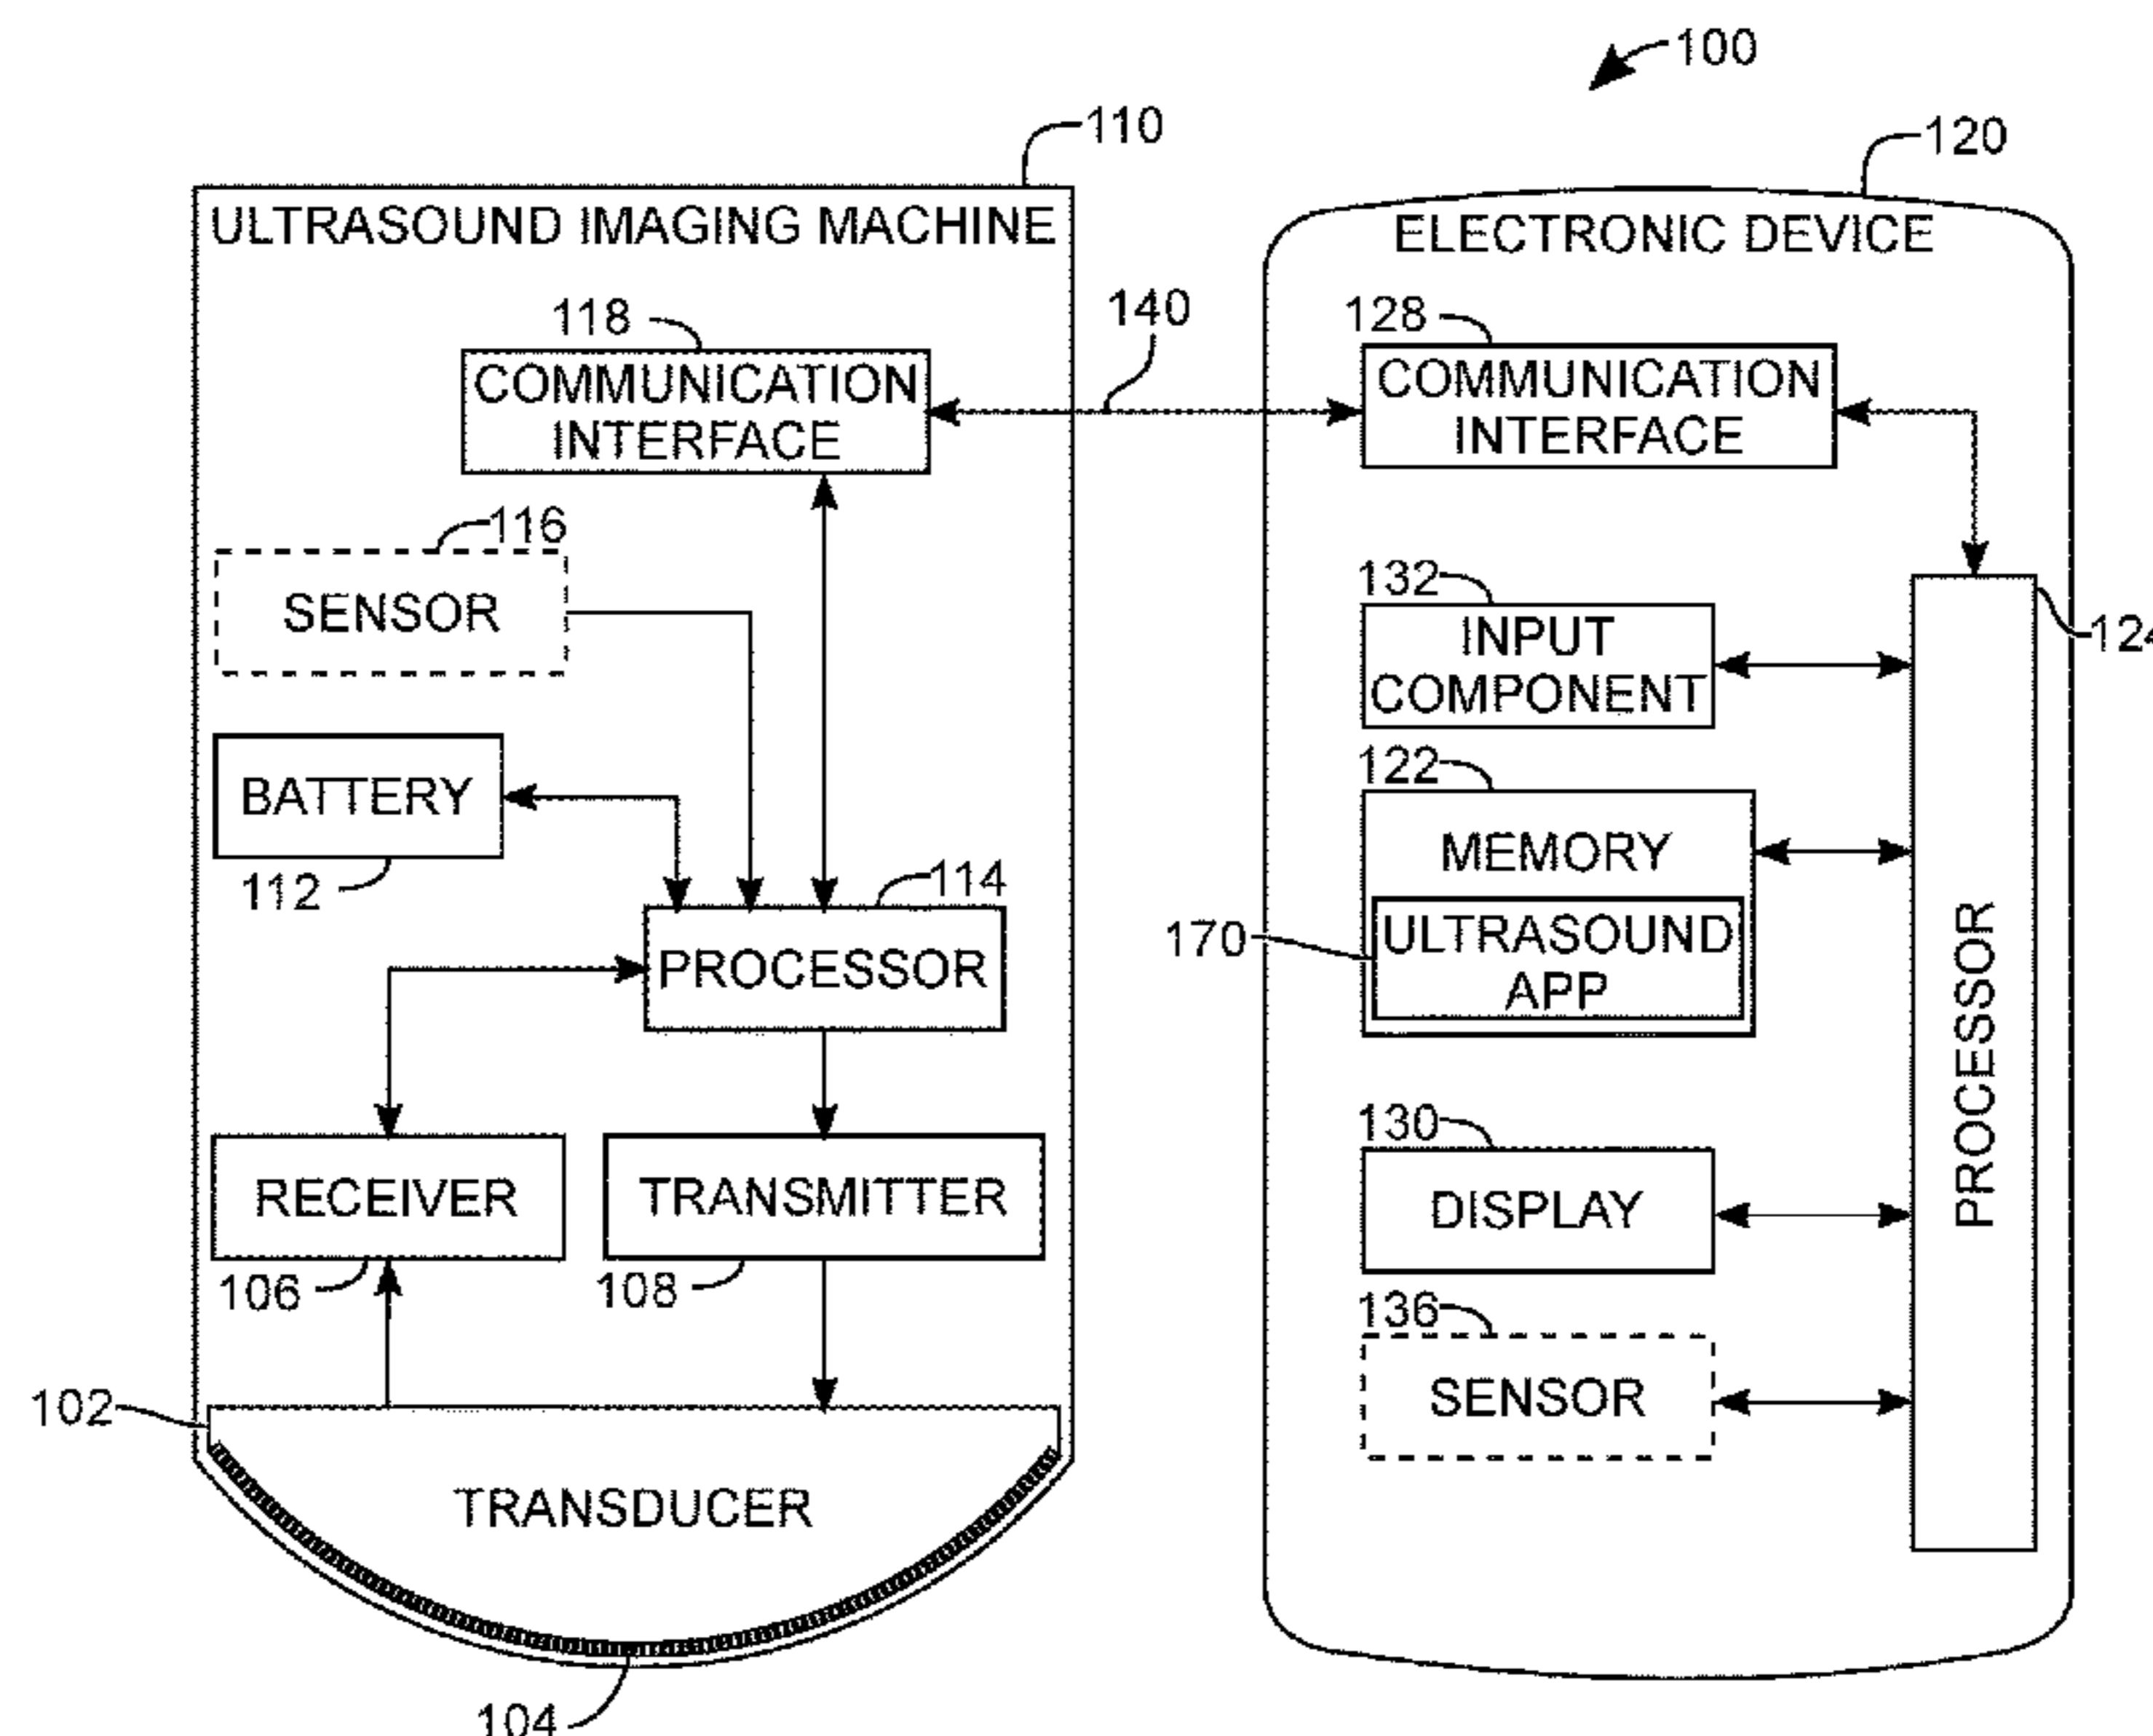 100
110
120
ULTRASOUND IMAGING MACHINE
ELECTRONIC DEVICE
118
140
128
COMMUNICATION
INTERFACE
COMMUNICATION
INTERFACE
116
SENSOR
132
INPUT
COMPONENT
124
BATTERY
112
122
MEMORY
114
PROCESSOR
170
ULTRASOUND
APP
PROCESSOR
130
RECEIVER
TRANSMITTER
DISPLAY
106
108
136
SENSOR
102
TRANSDUCER
104